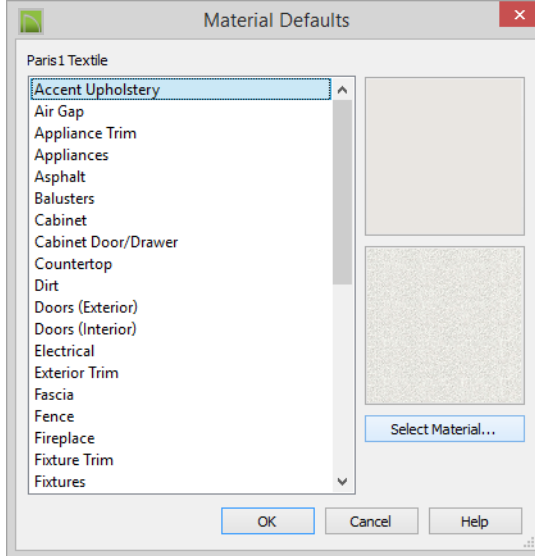 Material Defaults
Paris1 Textile
Accent Upholstery
Air Gap
Appliance Trim
Appliances
Asphalt
Balusters
Cabinet
Cabinet Door/Drawer
Countertop
Dirt
Doors (Exterior)
Doors (Interior)
Electrical
Exterior Trim
Fascia
Fence
Fireplace
Fixture Trim
Fixtures
Select Material...
OK Cancel Help